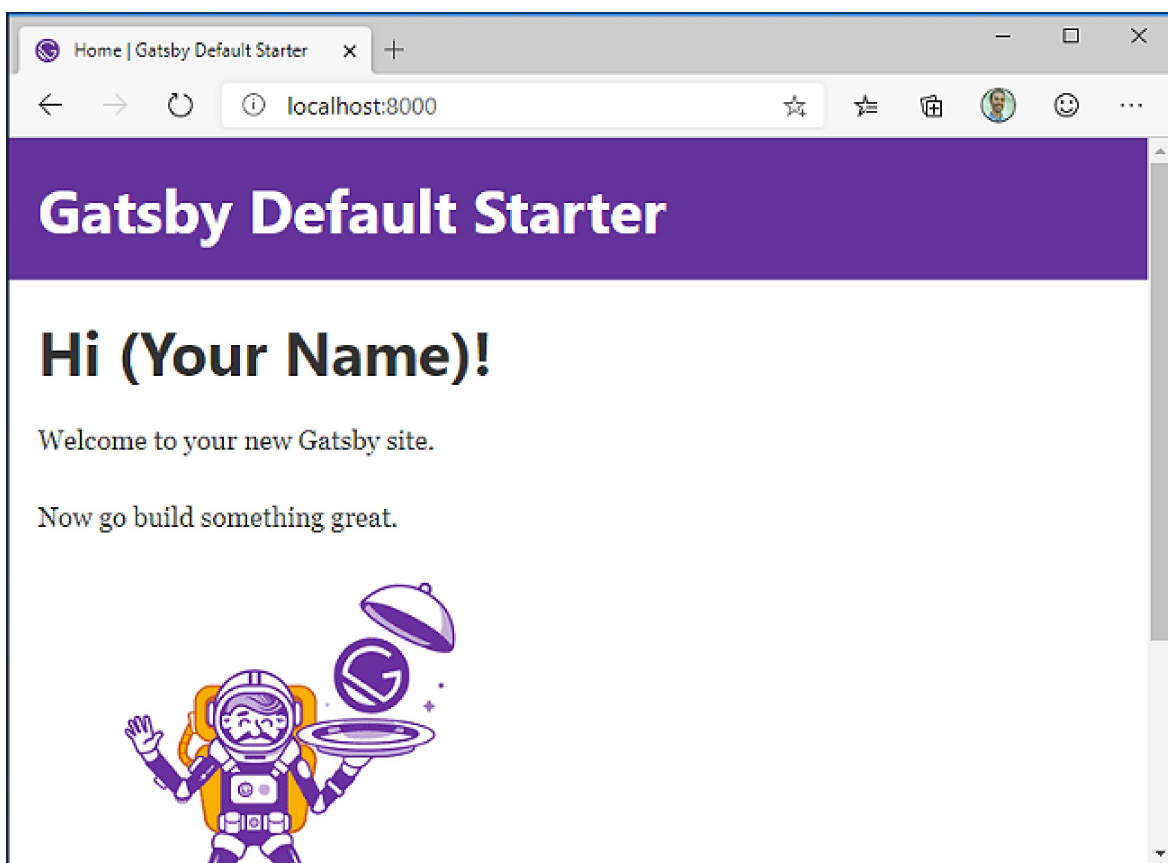 Home | Gatsby Default Starter
localhost:8000
Gatsby Default Starter
Hi (Your Name)!
Welcome to your new Gatsby site.
Now go build something great.